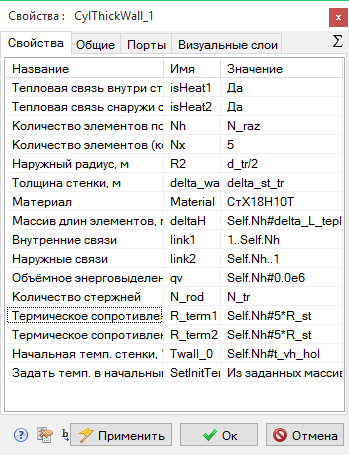 Свойства: CylThickWall_1
x
Свойства Общие Порты Визуальные слои Σ
Название Имя Значение
Тепловая связь внутри ст isHeat1 Да
Тепловая связь снаружи с isHeat2 Да
Количество элементов по Nh N_raz
Количество элементов (ко Nx 5
Наружный радиус, м R2 d_tr/2
Толщина стенки, м delta_wa delta_st_tr
Материал Material СтХ18Н10Т
Массив длин элементов, м deltaH Self.Nh#delta_L_tepl
Внутренние связи link1 1..Self.Nh
Наружные связи link2 Self.Nh..1
Объёмное энерговыделен qv Self.Nh#0.0e6
Количество стержней N_rod N_tr
Термическое сопротивлен R_term1 Self.Nh#5*R_st
Термическое сопротивлен R_term2 Self.Nh#5*R_st
Начальная темп. стенки, ° Twall_0 Self.Nh#t_vh_hol
Задать темп. в начальный SetInitTer Из заданных массив
? Применить Ок Отмена